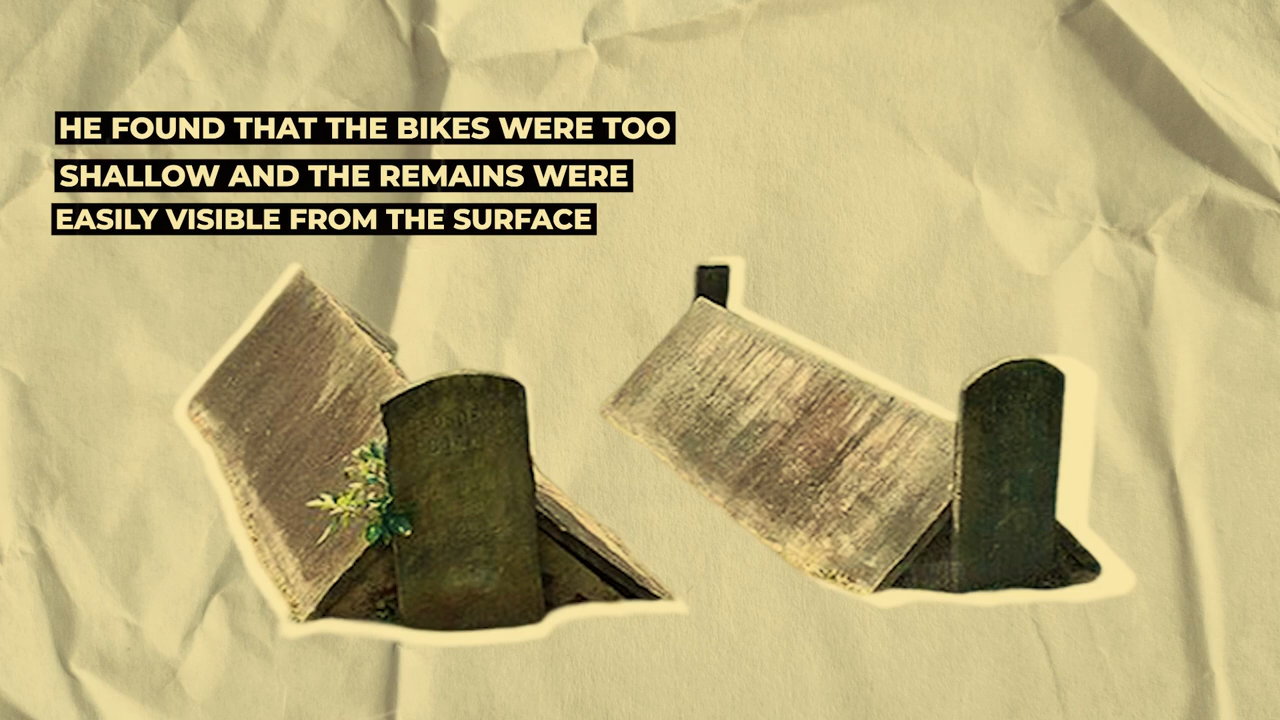 HE FOUND THAT THE BIKES WERE TOO
SHALLOW AND THE REMAINS WERE
EASILY VISIBLE FROM THE SURFACE